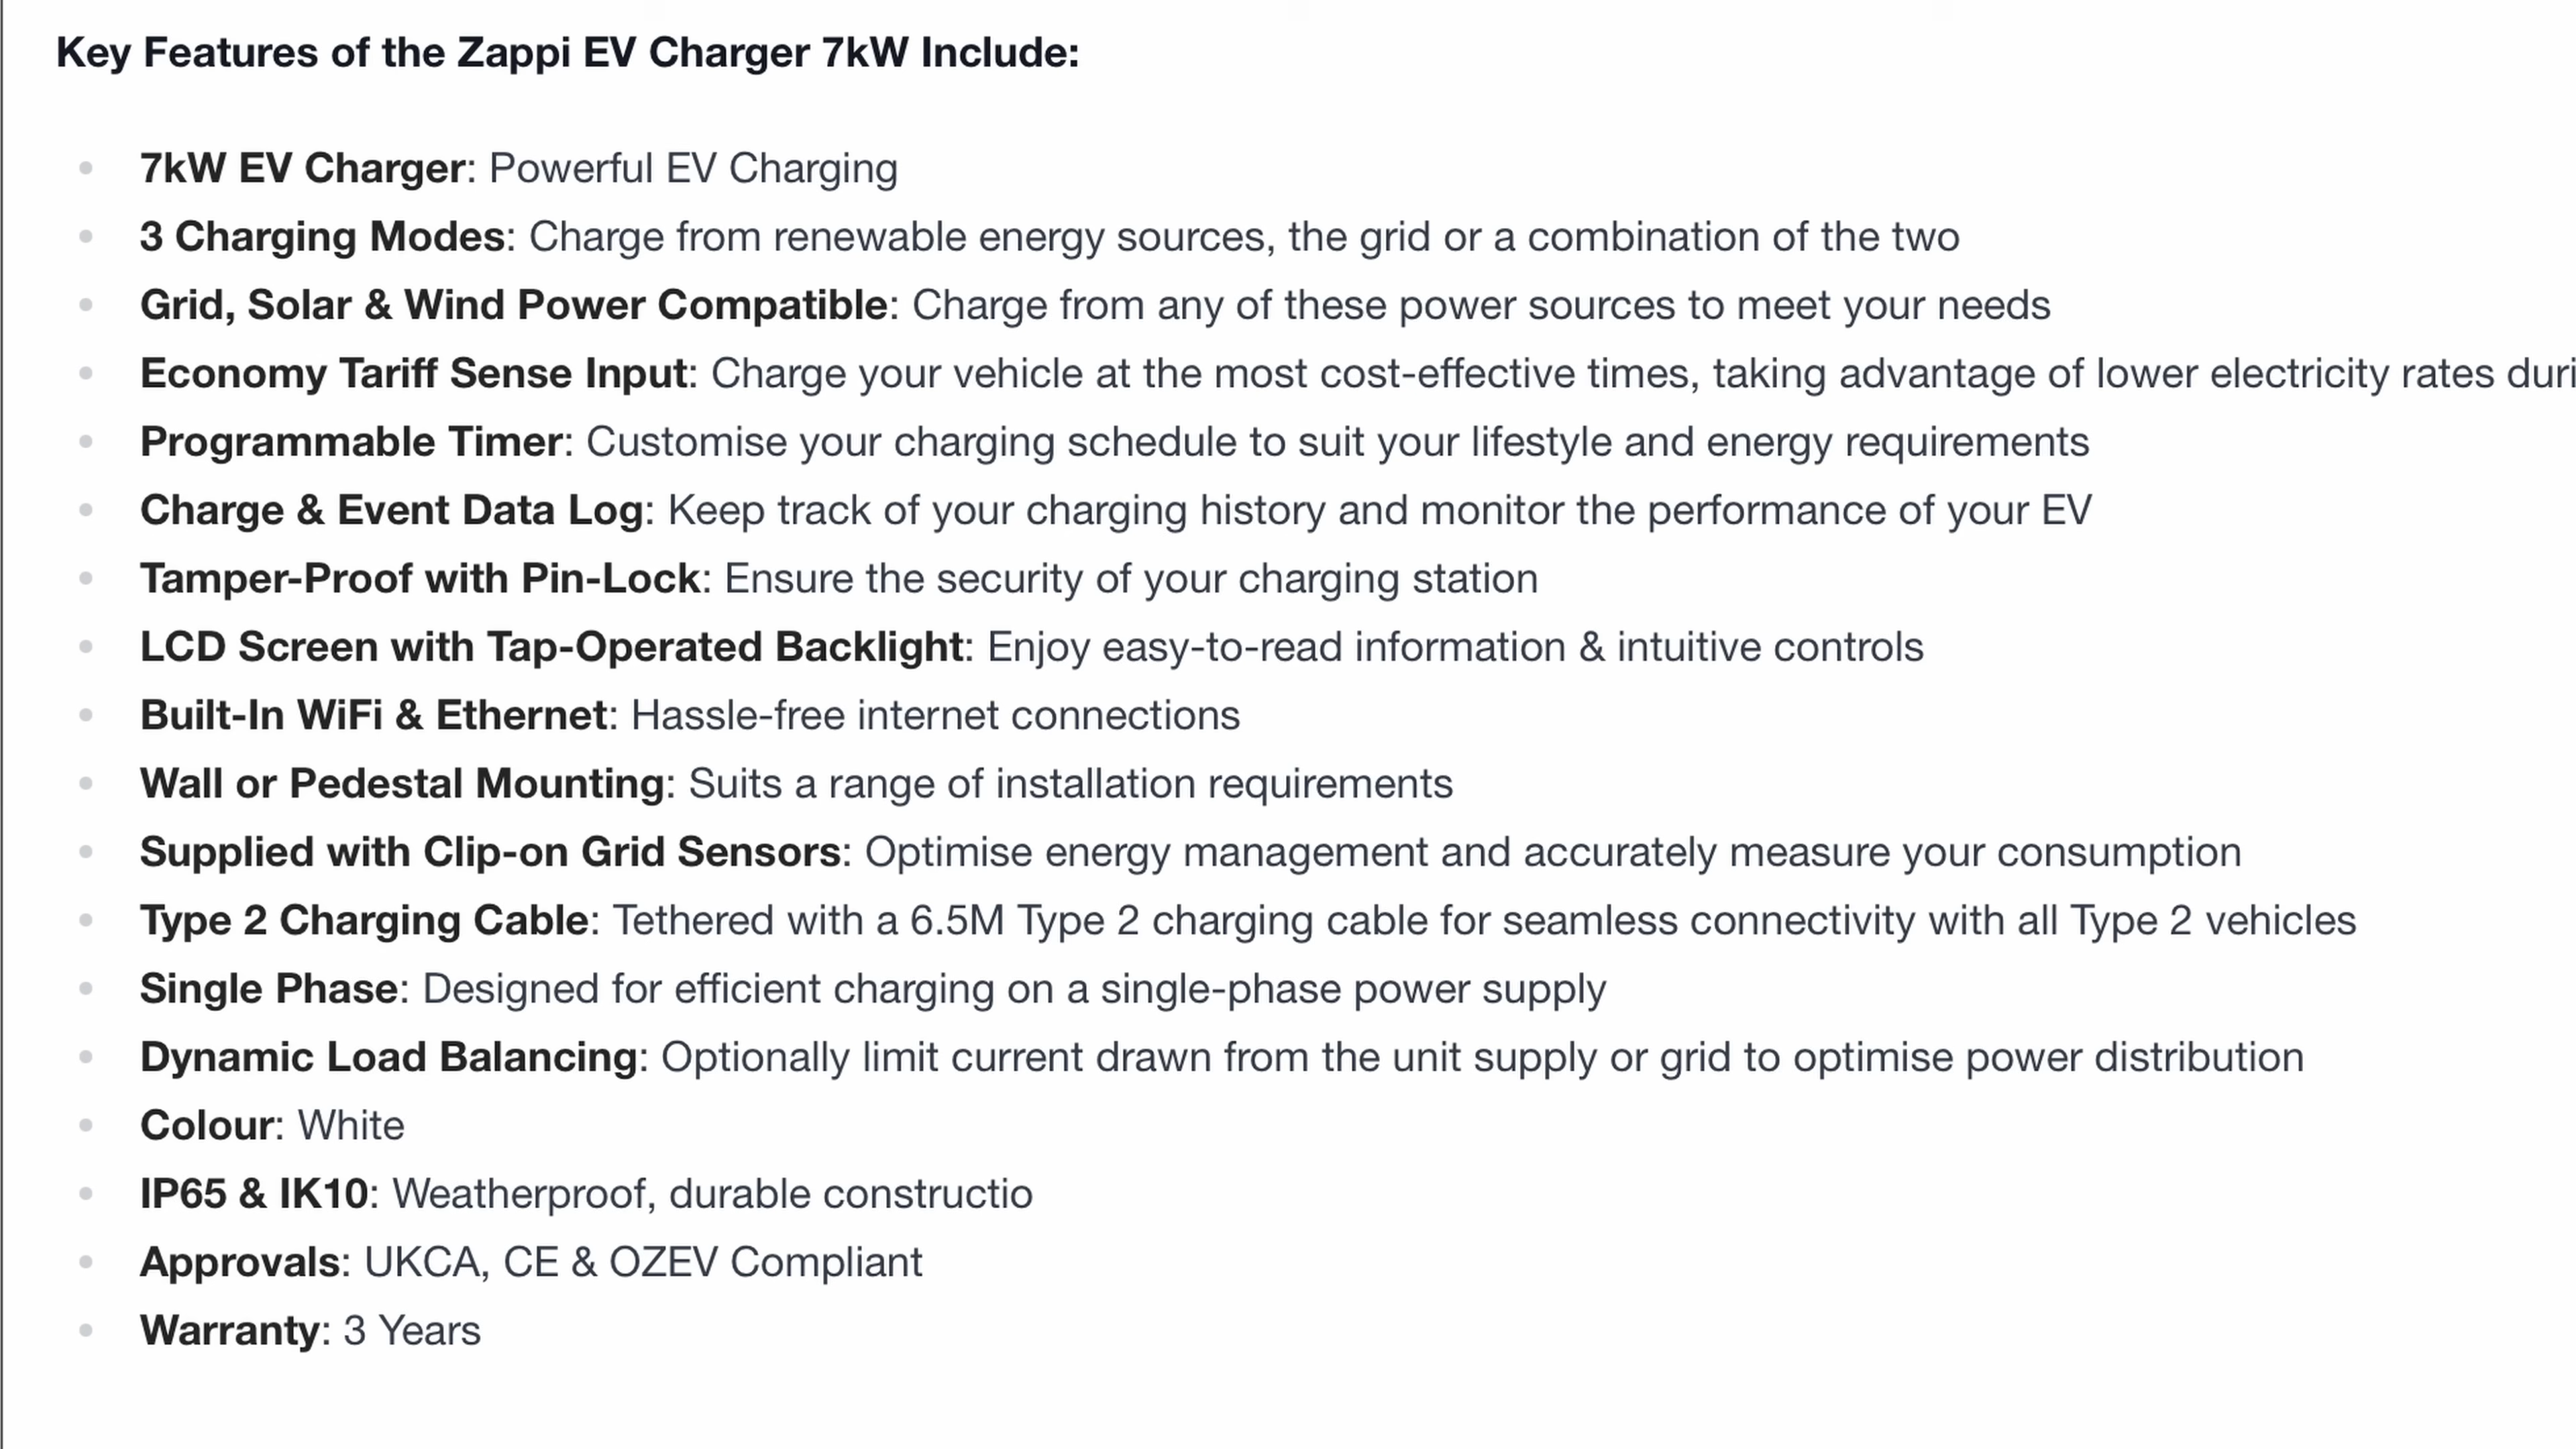 Key Features of the Zappi EV Charger 7kW Include:
7kW EV Charger: Powerful EV Charging
3 Charging Modes: Charge from renewable energy sources, the grid or a combination of the two
Grid, Solar & Wind Power Compatible: Charge from any of these power sources to meet your needs
Economy Tariff Sense Input: Charge your vehicle at the most cost-effective times, taking advantage of lower electricity rates duri
Programmable Timer: Customise your charging schedule to suit your lifestyle and energy requirements
Charge & Event Data Log: Keep track of your charging history and monitor the performance of your EV
Tamper-Proof with Pin-Lock: Ensure the security of your charging station
LCD Screen with Tap-Operated Backlight: Enjoy easy-to-read information & intuitive controls
Built-In WiFi & Ethernet: Hassle-free internet connections
Wall or Pedestal Mounting: Suits a range of installation requirements
Supplied with Clip-on Grid Sensors: Optimise energy management and accurately measure your consumption
Type 2 Charging Cable: Tethered with a 6.5M Type 2 charging cable for seamless connectivity with all Type 2 vehicles
Single Phase: Designed for efficient charging on a single-phase power supply
Dynamic Load Balancing: Optionally limit current drawn from the unit supply or grid to optimise power distribution
Colour: White
IP65 & IK10: Weatherproof, durable constructio
Approvals: UKCA, CE & OZEV Compliant
Warranty: 3 Years